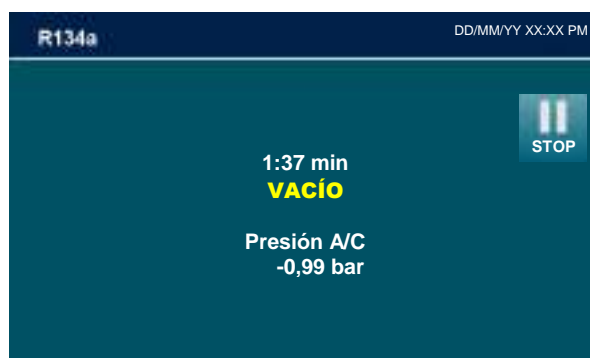 R134a
DD/MM/YY XX:XX PM
STOP
1:37 min
VACÍO
Presión A/C
-0,99 bar